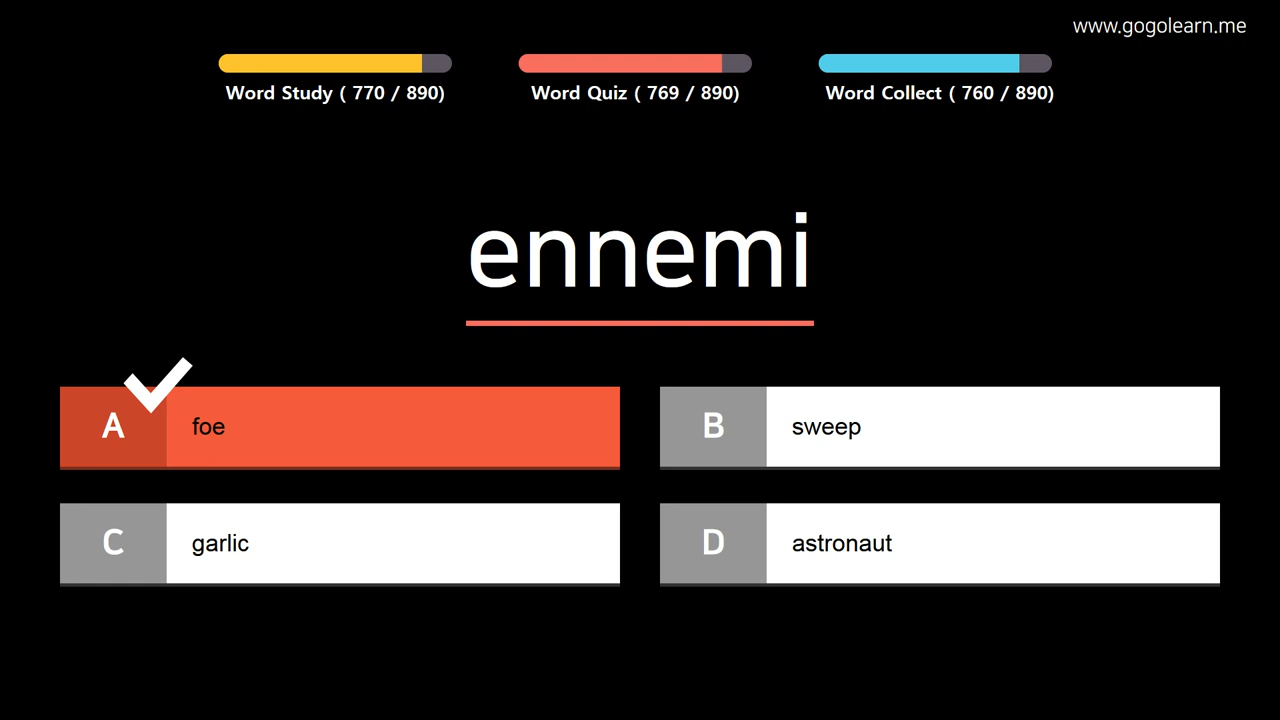 www.gogolearn.me
Word Study ( 770 / 890)
Word Quiz ( 769 / 890)
Word Collect ( 760 / 890)
ennemi
A foe
B sweep
C garlic
D astronaut